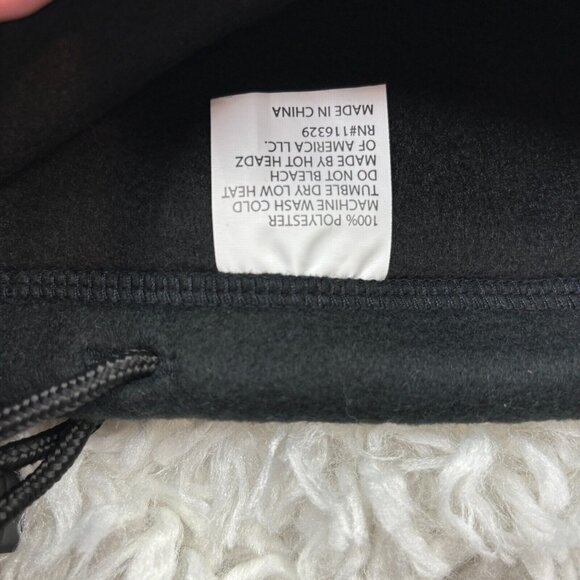 100% POLYESTER
MACHINE WASH COLD
TUMBLE DRY LOW HEAT
DO NOT BLEACH
MADE BY HOT HEADZ
OF AMERICA LLC.
RN#116329
MADE IN CHINA